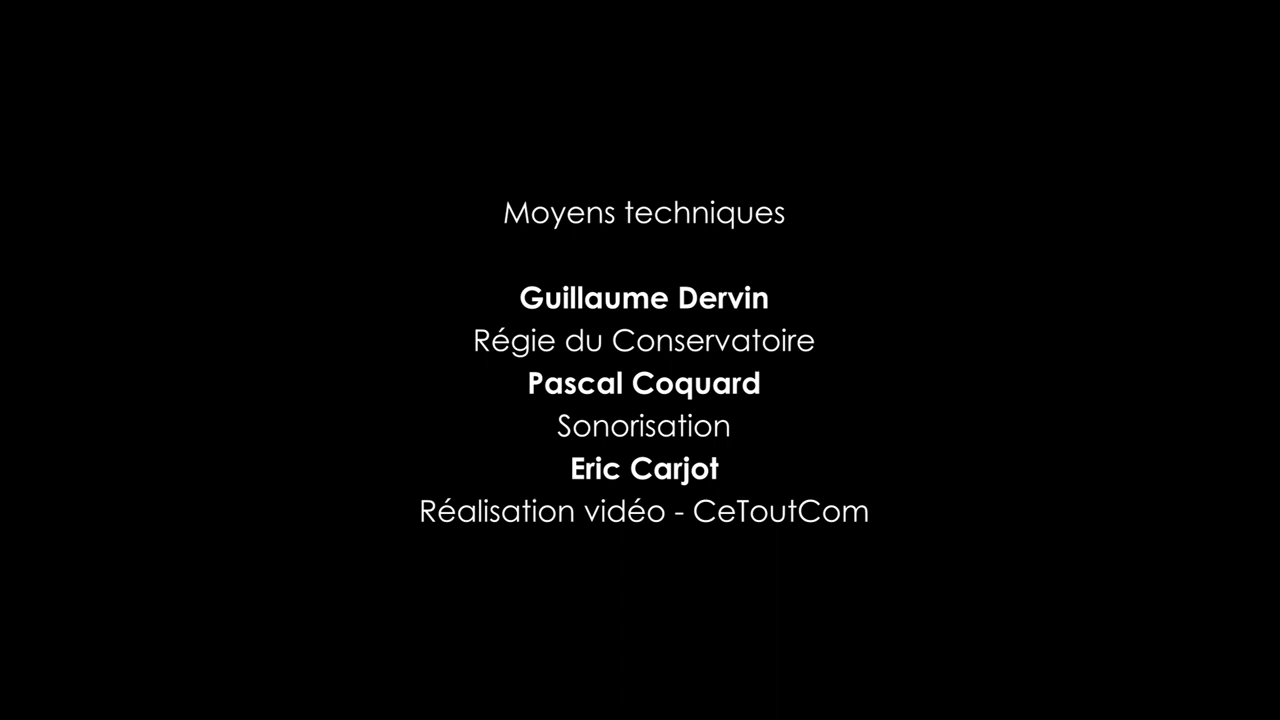 Moyens techniques
Guillaume Dervin
Régie du Conservatoire
Pascal Coquard
Sonorisation
Eric Carjot
Réalisation vidéo - CeToutCom